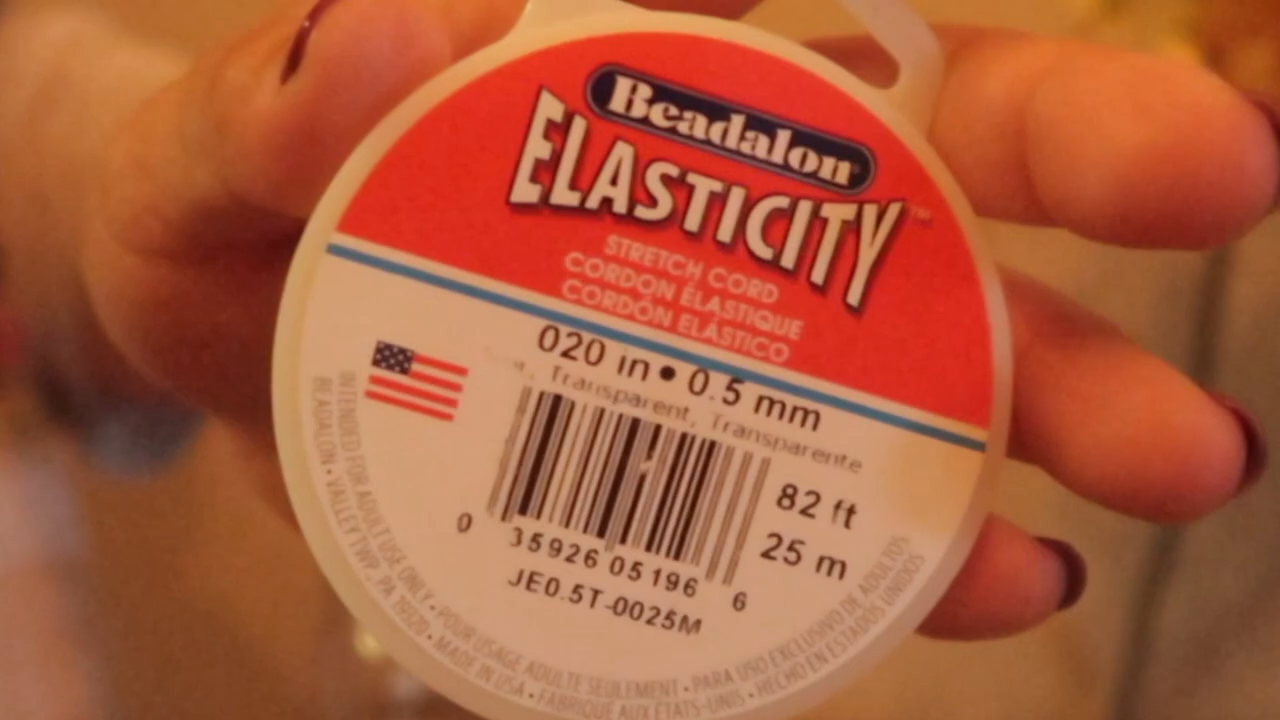 Beadalon
ELASTICITY™
STRETCH CORD
CORDON ÉLASTIQUE
CORDÓN ELÁSTICO
020 in • 0.5 mm
Transparent, Transparente
82 ft
25 m
0 35926 05196 6
JE0.5T-0025M
INTENDED FOR ADULT USE ONLY • POUR USAGE ADULTE SEULEMENT • PARA USO EXCLUSIVO DE ADULTOS
BEADALON • VALLEY TWP., PA 19320 • MADE IN USA • FABRIQUÉ AUX ÉTATS-UNIS • HECHO EN ESTADOS UNIDOS